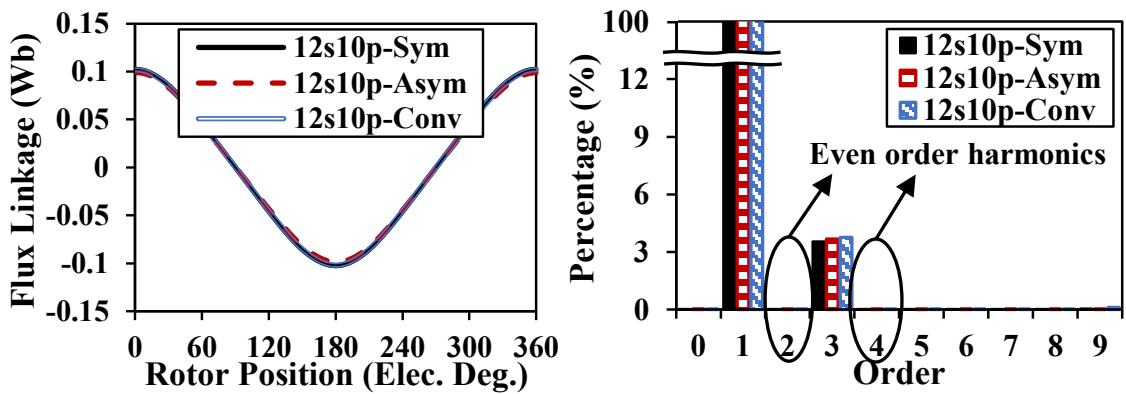 0.15
0.1
0.05
0
-0.05
-0.1
-0.15
Flux Linkage (Wb)
12s10p-Sym
12s10p-Asym
12s10p-Conv
0 60 120 180 240 300 360
Rotor Position (Elec. Deg.)
100
12
9
6
3
0
Percentage (%)
12s10p-Sym
12s10p-Asym
12s10p-Conv
Even order harmonics
0 1 2 3 4 5 6 7 8 9
Order